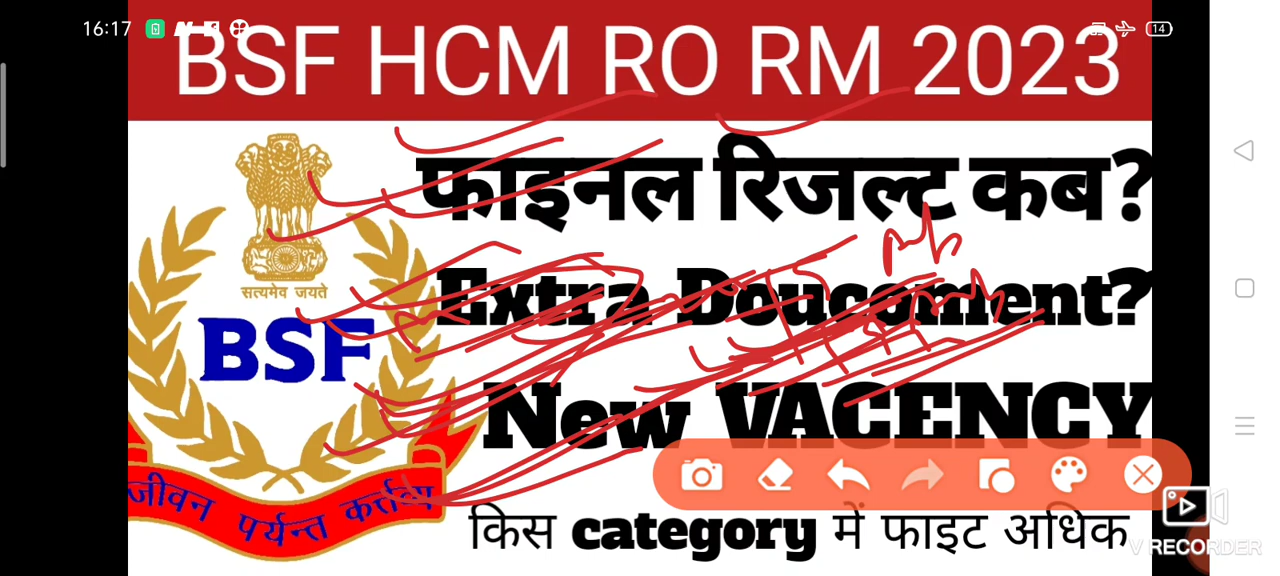 16:17
14
BSF HCM RO RM 2023
फाइनल रिजल्ट कब?
Extra Doucoment?
सत्यमेव जयते
BSF
New VACENCY
जीवन पर्यन्त कर्तव्य
किस category में फाइट अधिक
V RECORDER